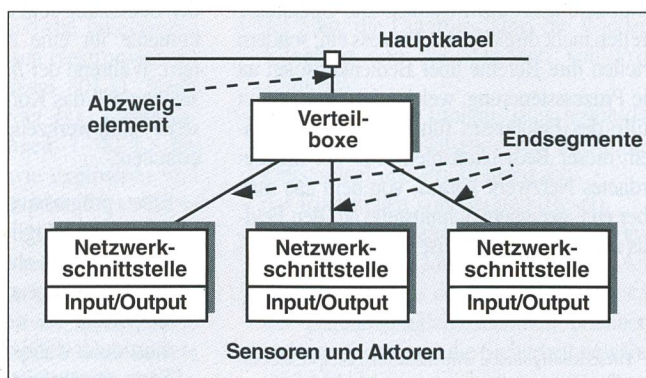 Hauptkabel
Abzweig-
element
Verteil-
boxe
Endsegmente
Netzwerk-
schnittstelle
Input/Output
Netzwerk-
schnittstelle
Input/Output
Netzwerk-
schnittstelle
Input/Output
Sensoren und Aktoren